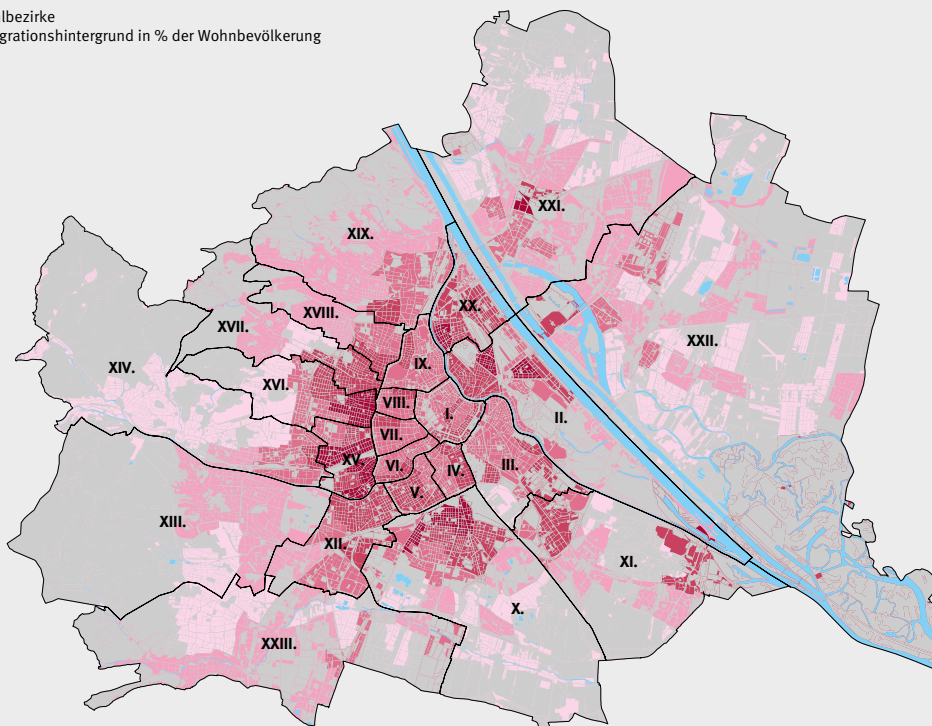 lbezirke
grationshintergrund in % der Wohnbevölkerung
XXI.
XIX.
XX.
XVIII.
XVII.
XXII.
IX.
XIV.
XVI.
VIII.
I.
II.
VII.
XV.
VI.
IV.
III.
V.
XIII.
XII.
XI.
X.
XXIII.